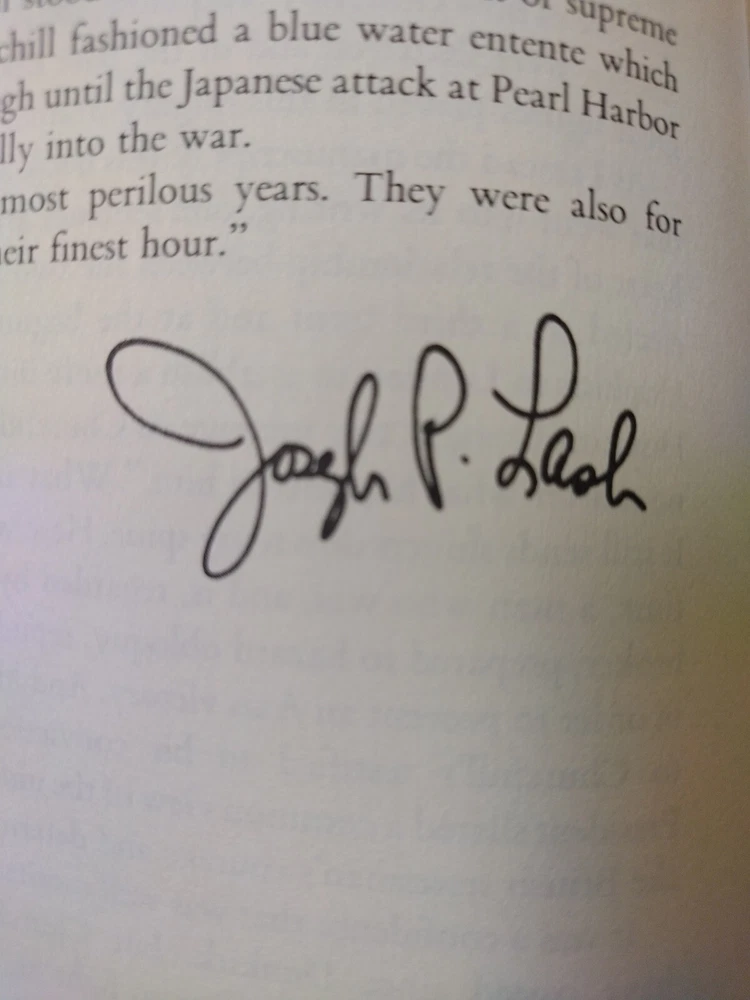 of supreme
chill fashioned a blue water entente which
gh until the Japanese attack at Pearl Harbor
lly into the war.
most perilous years. They were also for
eir finest hour.”
Joseph P. Lash